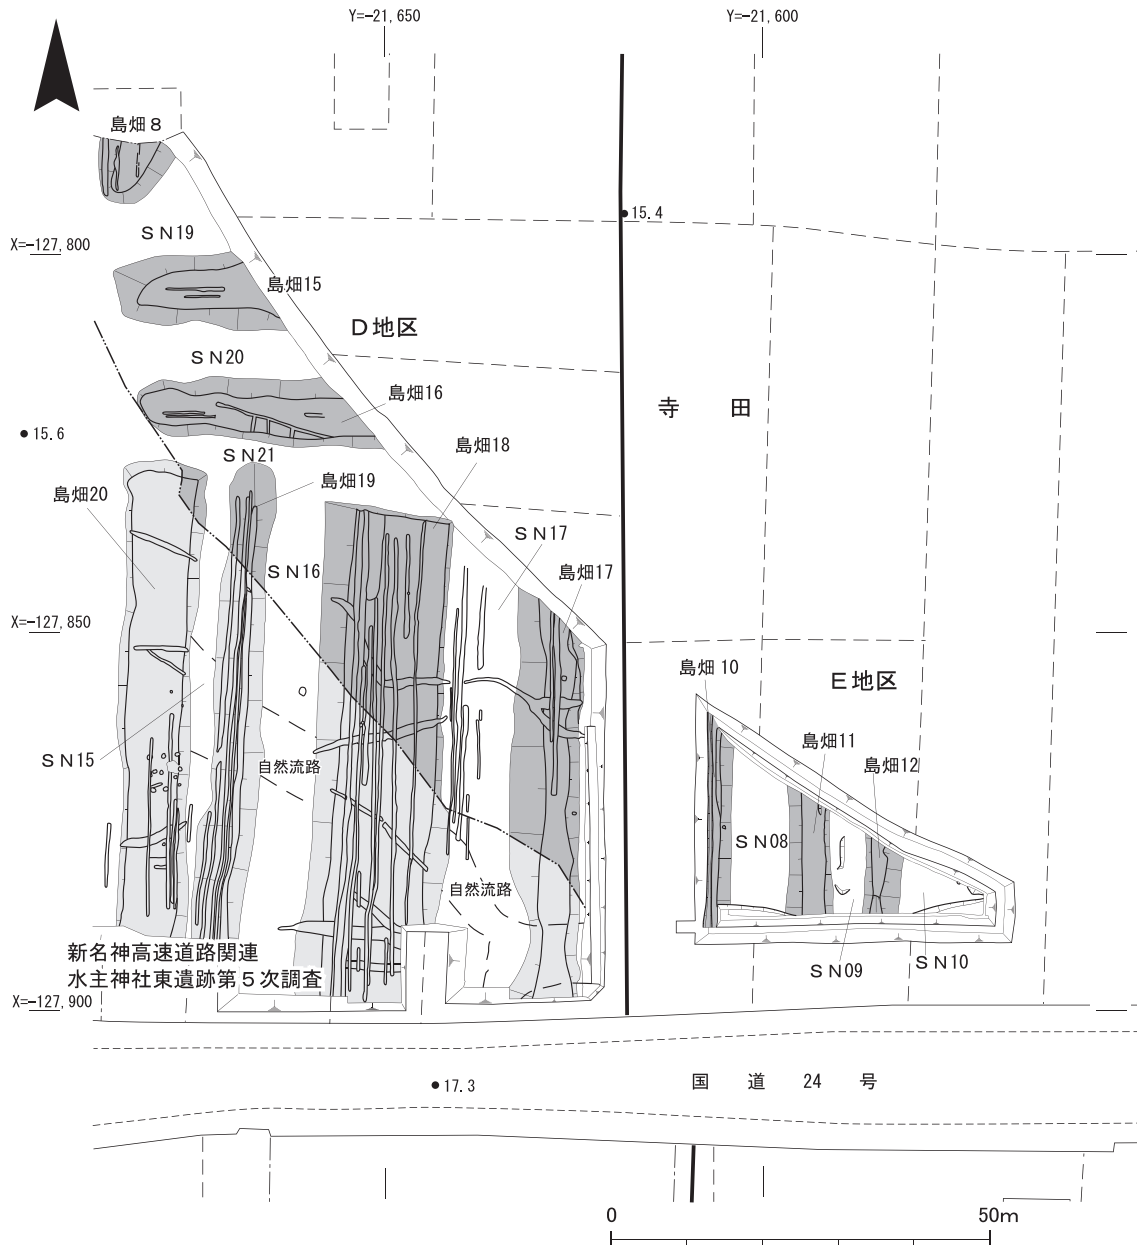 Y=-21,650
Y=-21,600
島畑8
15.4
SN19
X=-127,800
島畑15
D地区
SN20
島畑16
寺田
15.6
島畑18
SN21
島畑19
島畑20
SN17
SN16
島畑17
X=-127,850
島畑10
E地区
島畑11
SN15
自然流路
島畑12
SN08
自然流路
新名神高速道路関連
水主神社東遺跡第5次調査
SN09
SN10
X=-127,900
17.3
国道24号
0
50m